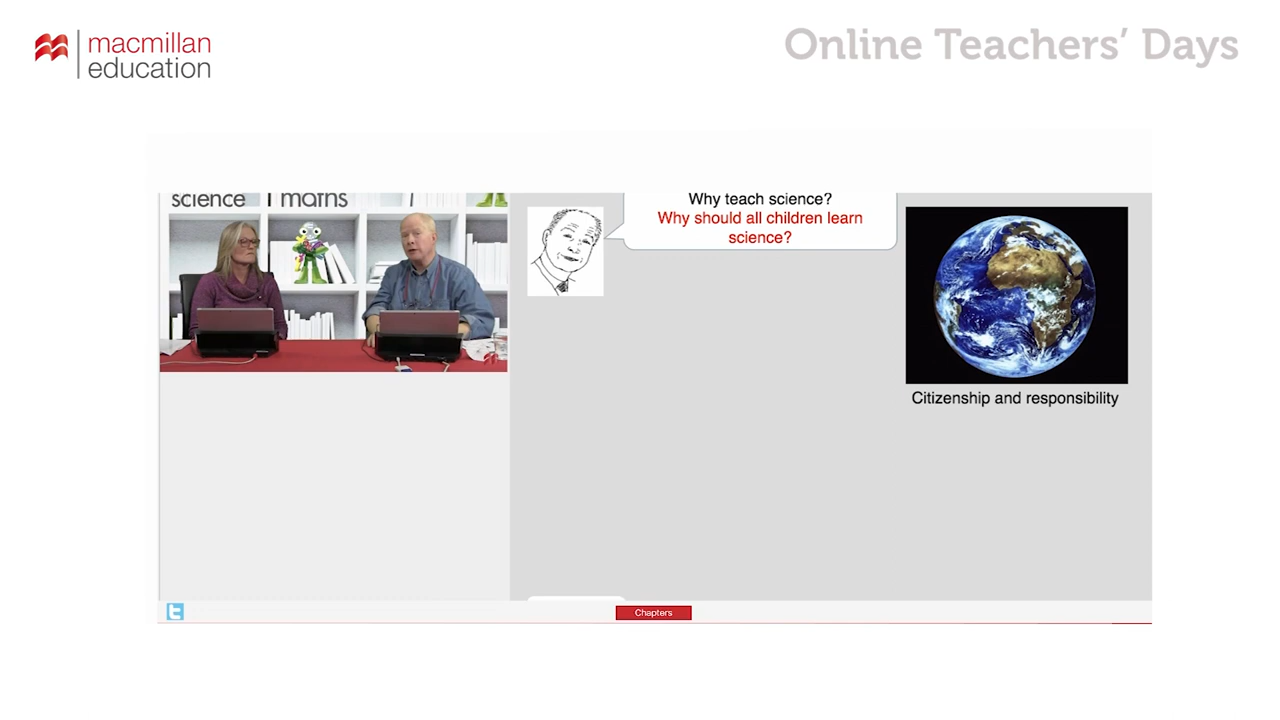 macmillan
education
Online Teachers' Days
science
maths
Why teach science?
Why should all children learn
science?
Citizenship and responsibility
Chapters